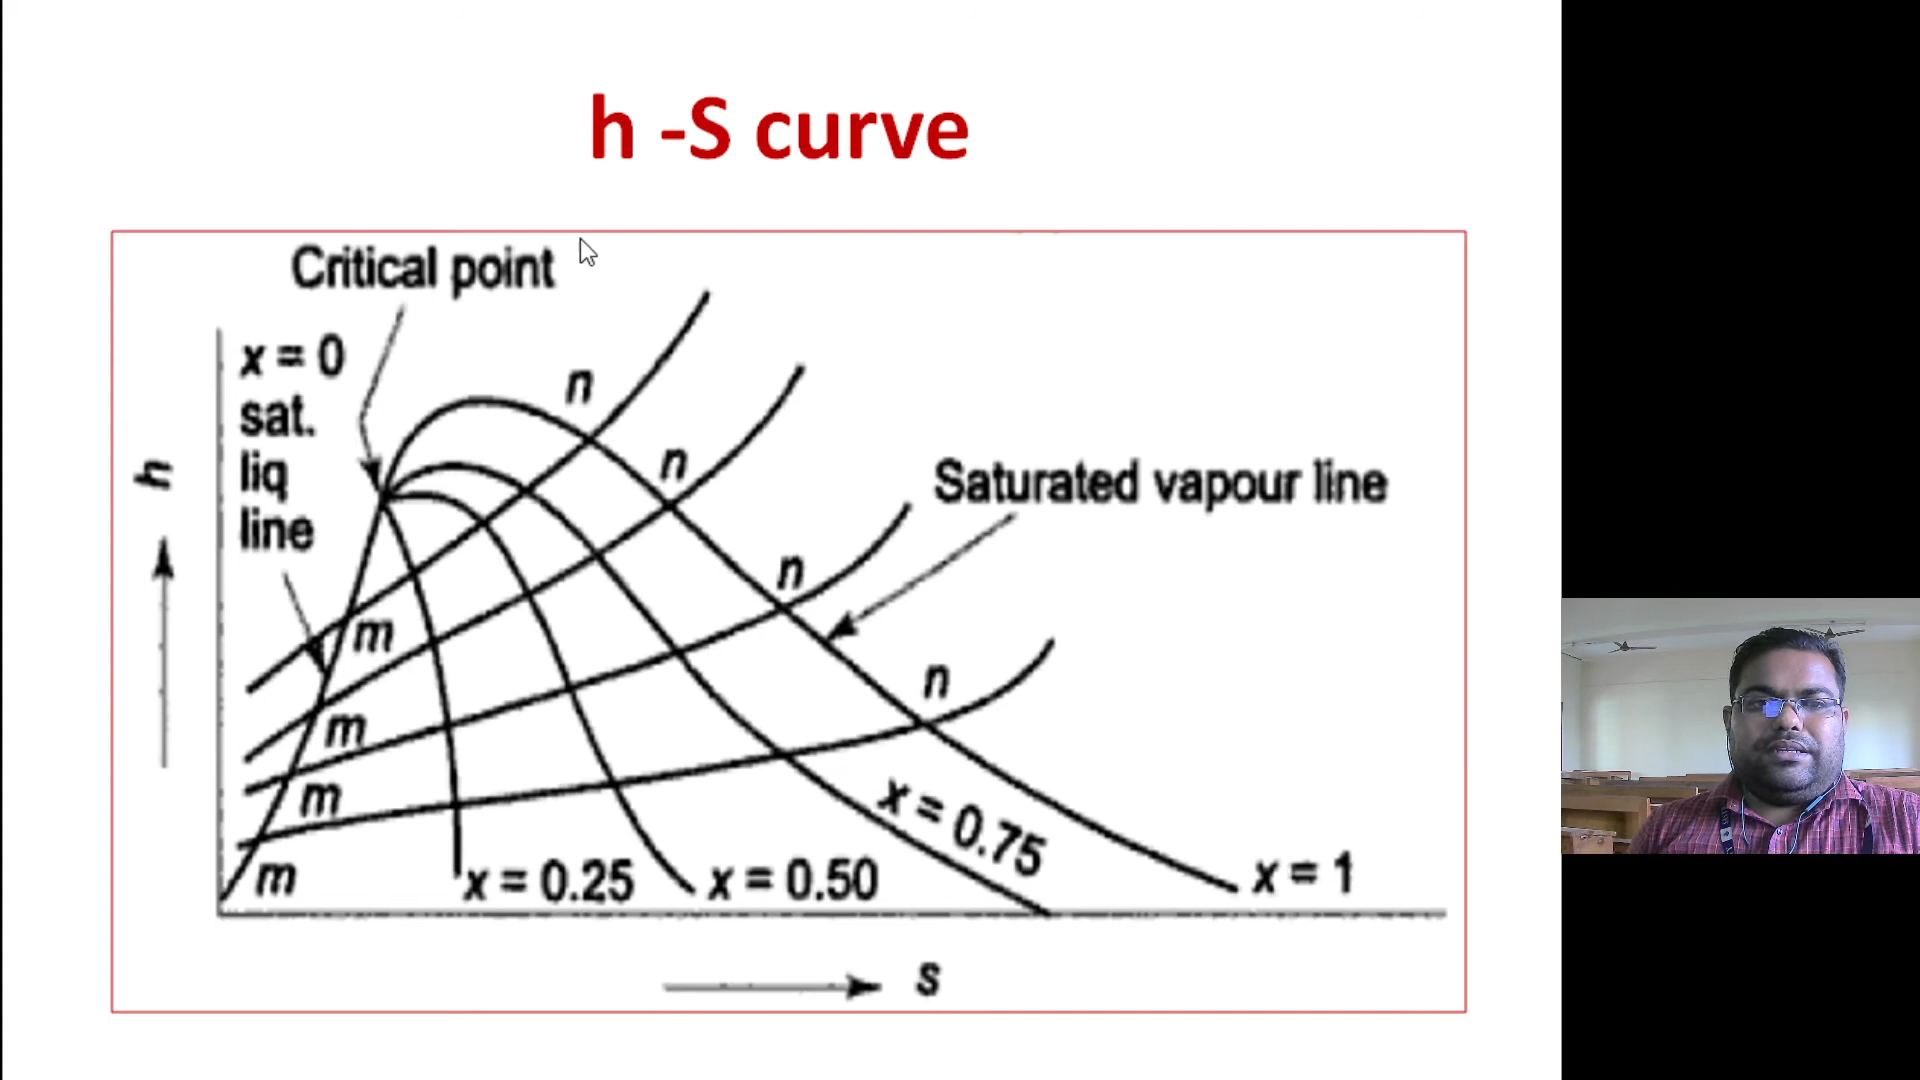 h -S curve
Critical point
x = 0
sat.
liq
line
h
n
n
n
n
Saturated vapour line
m
m
m
m
x = 0.25
x = 0.50
x = 0.75
x = 1
s